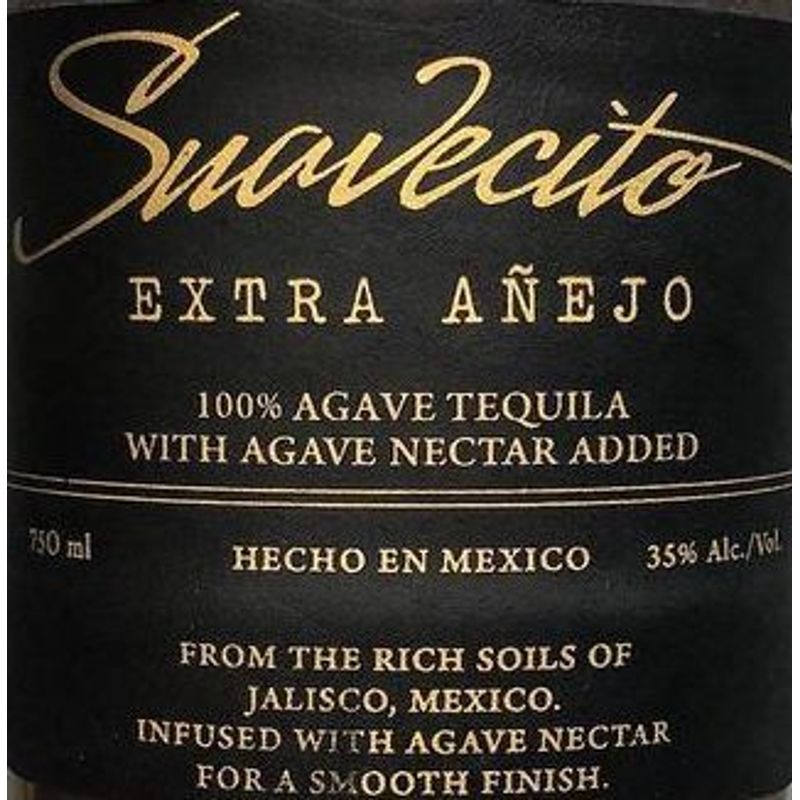 Suavecito
EXTRA AÑEJO
100% AGAVE TEQUILA
WITH AGAVE NECTAR ADDED
750 ml HECHO EN MEXICO 35% Alc./Vol.
FROM THE RICH SOILS OF
JALISCO, MEXICO.
INFUSED WITH AGAVE NECTAR
FOR A SMOOTH FINISH.